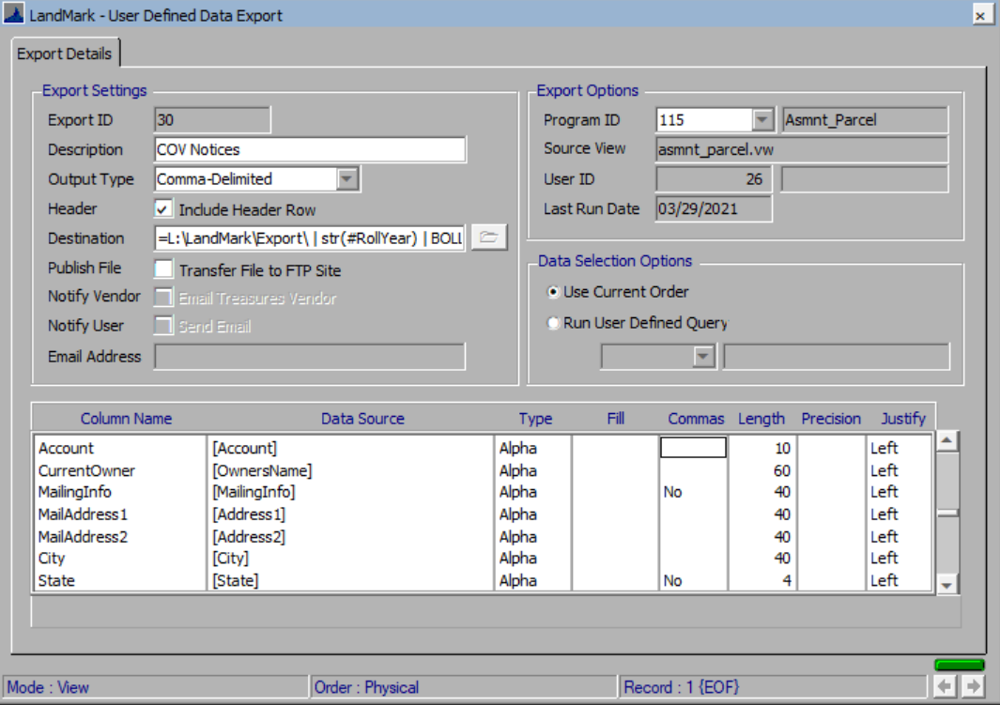 LandMark - User Defined Data Export
Export Details
Export Settings
Export ID 30
Description COV Notices
Output Type Comma-Delimited
Header Include Header Row
Destination =L:\LandMark\Export\ | str(#RollYear) | BOLL
Publish File Transfer File to FTP Site
Notify Vendor Email Treasures Vendor
Notify User Send Email
Email Address
Export Options
Program ID 115 Asmnt_Parcel
Source View asmnt_parcel.vw
User ID 26
Last Run Date 03/29/2021
Data Selection Options
Use Current Order
Run User Defined Query
Column Name Data Source Type Fill Commas Length Precision Justify
Account [Account] Alpha 10 Left
CurrentOwner [OwnersName] Alpha 60 Left
MailingInfo [MailingInfo] Alpha No 40 Left
MailAddress1 [Address1] Alpha 40 Left
MailAddress2 [Address2] Alpha 40 Left
City [City] Alpha 40 Left
State [State] Alpha No 4 Left
Mode : View Order : Physical Record : 1 {EOF}